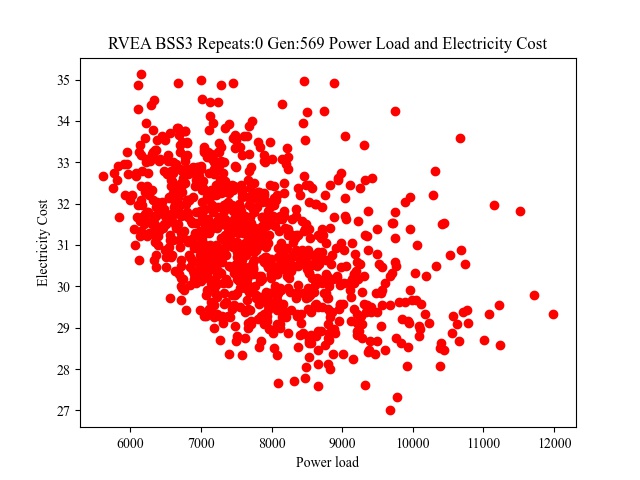 RVEA BSS3 Repeats:0 Gen:569 Power Load and Electricity Cost
35
34
33
32
31
30
29
28
27
Electricity Cost
6000 7000 8000 9000 10000 11000 12000
Power load